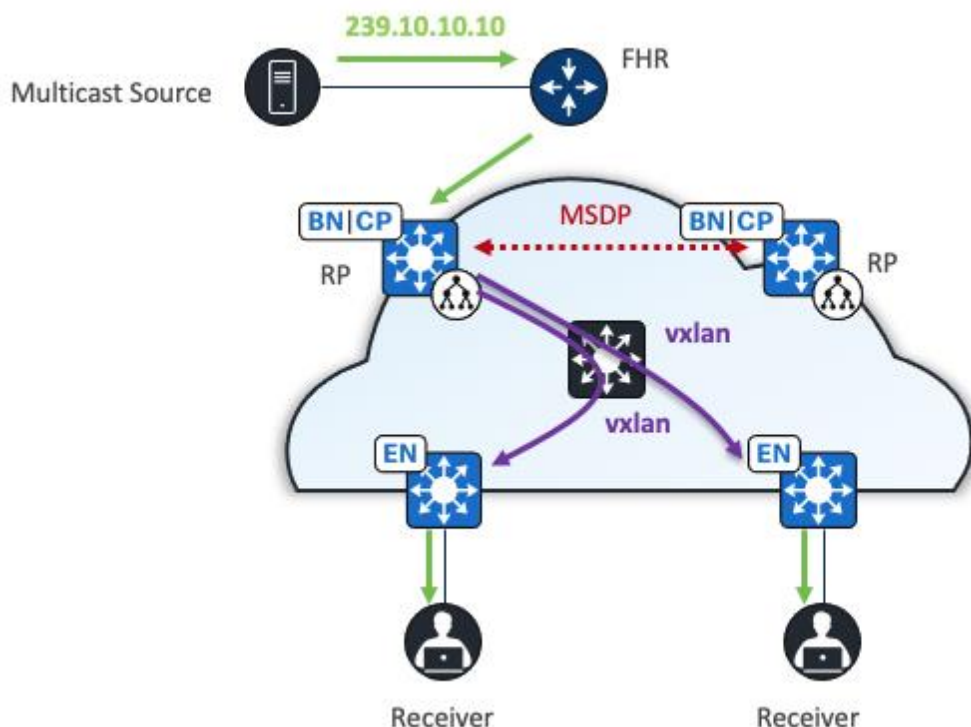 239.10.10.10
FHR
Multicast Source
BN|CP
MSDP
BN|CP
RP
RP
vxlan
vxlan
EN
EN
Receiver
Receiver